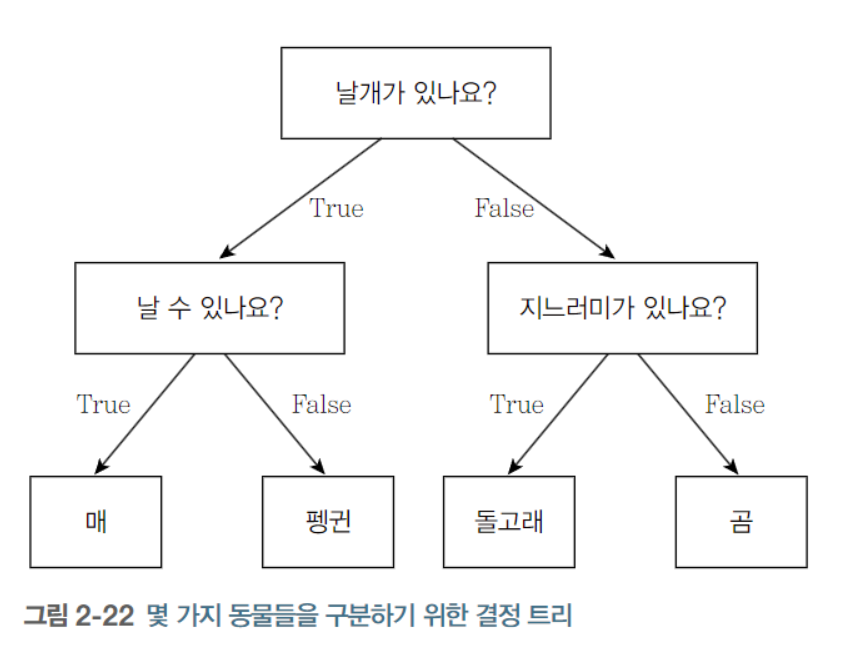 날개가 있나요?
True
False
날 수 있나요?
지느러미가 있나요?
True
False
True
False
매
펭귄
돌고래
곰
그림 2-22 몇 가지 동물들을 구분하기 위한 결정 트리